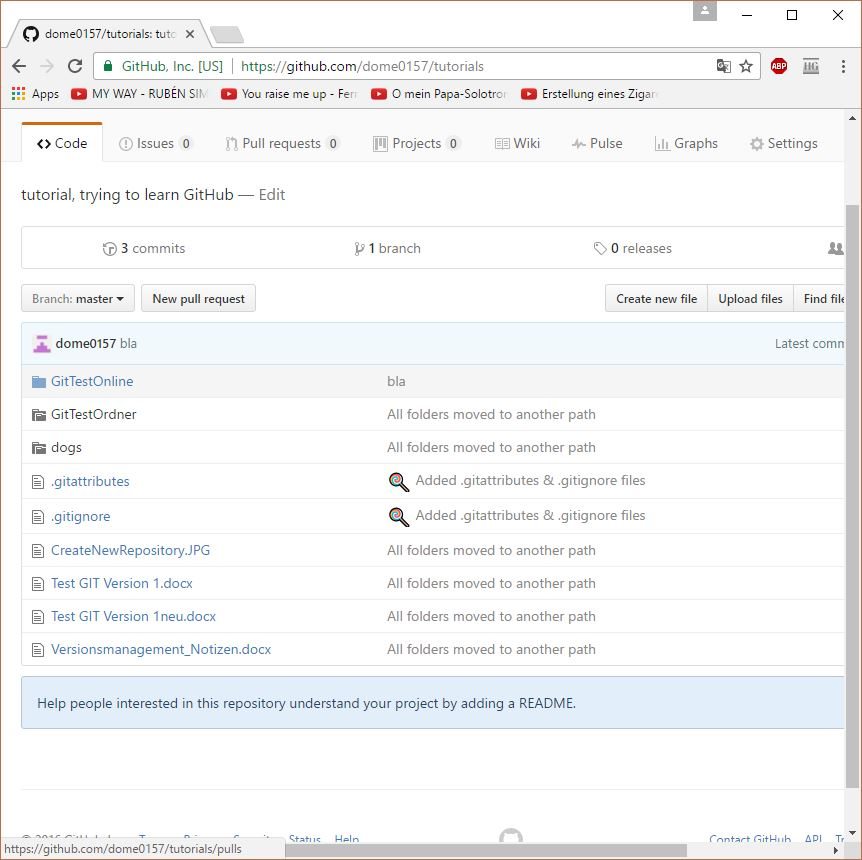 dome0157/tutorials: tuto
GitHub, Inc. [US] https://github.com/dome0157/tutorials
ABP
HG
Apps MY WAY - RUBÉN SIM You raise me up - Ferr O mein Papa-Solotron Erstellung eines Zigar
Code Issues 0 Pull requests 0 Projects 0 Wiki Pulse Graphs Settings
tutorial, trying to learn GitHub — Edit
3 commits 1 branch 0 releases
Branch: master New pull request Create new file Upload files Find file
dome0157 bla Latest comm
GitTestOnline bla
GitTestOrdner All folders moved to another path
dogs All folders moved to another path
.gitattributes Added .gitattributes & .gitignore files
.gitignore Added .gitattributes & .gitignore files
CreateNewRepository.JPG All folders moved to another path
Test GIT Version 1.docx All folders moved to another path
Test GIT Version 1neu.docx All folders moved to another path
Versionsmanagement_Notizen.docx All folders moved to another path
Help people interested in this repository understand your project by adding a README.
Status Help Contact GitHub API Tr
https://github.com/dome0157/tutorials/pulls